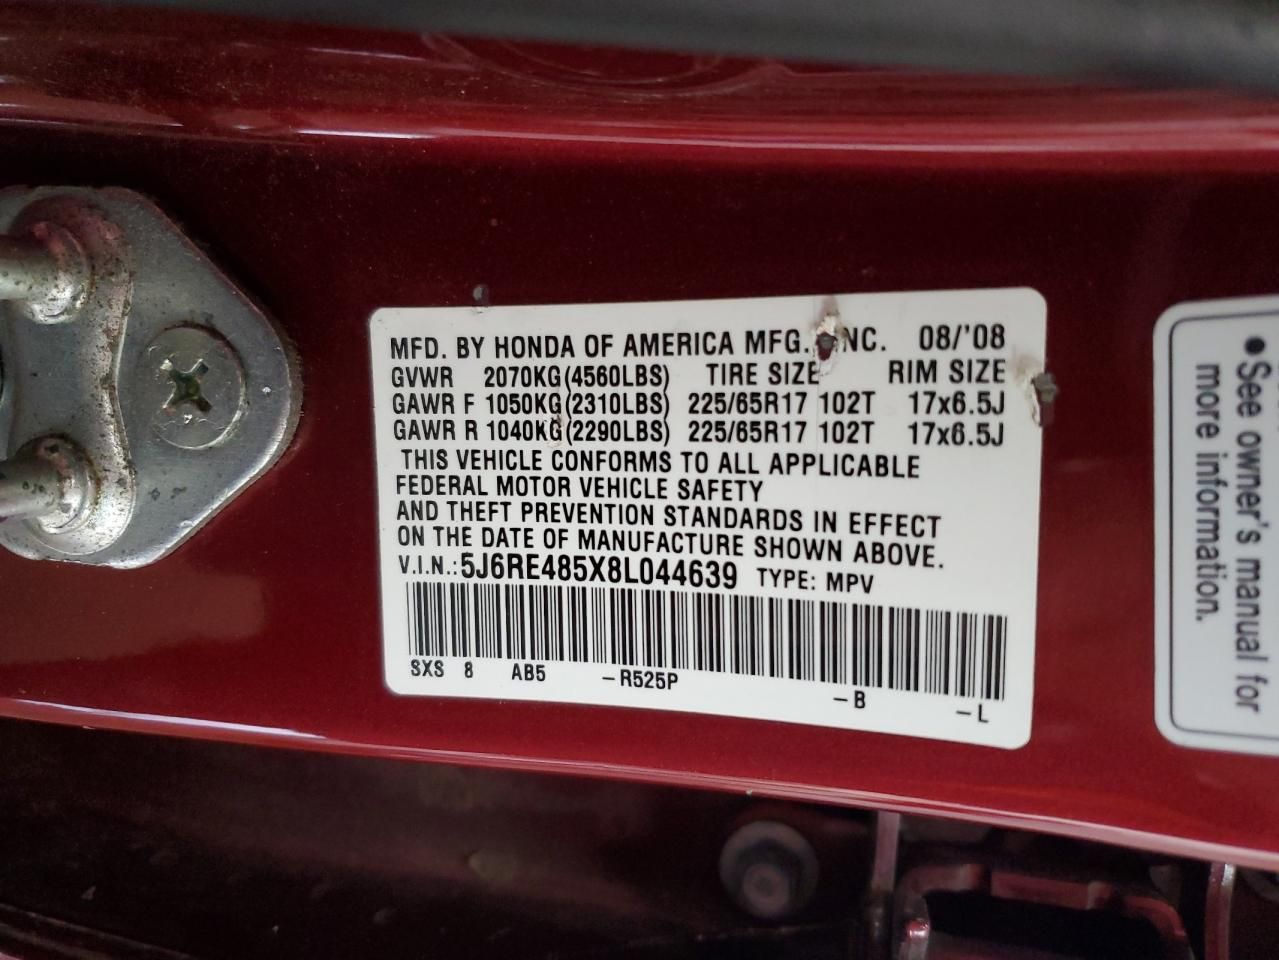 MFD. BY HONDA OF AMERICA MFG. INC. 08/'08
GVWR 2070KG(4560LBS) TIRE SIZE RIM SIZE
GAWR F 1050KG(2310LBS) 225/65R17 102T 17x6.5J
GAWR R 1040KG(2290LBS) 225/65R17 102T 17x6.5J
THIS VEHICLE CONFORMS TO ALL APPLICABLE
FEDERAL MOTOR VEHICLE SAFETY
AND THEFT PREVENTION STANDARDS IN EFFECT
ON THE DATE OF MANUFACTURE SHOWN ABOVE.
V.I.N.: 5J6RE485X8L044639 TYPE: MPV
SXS 8 AB5 –R525P –B –L
●See owner's manual for
more information.